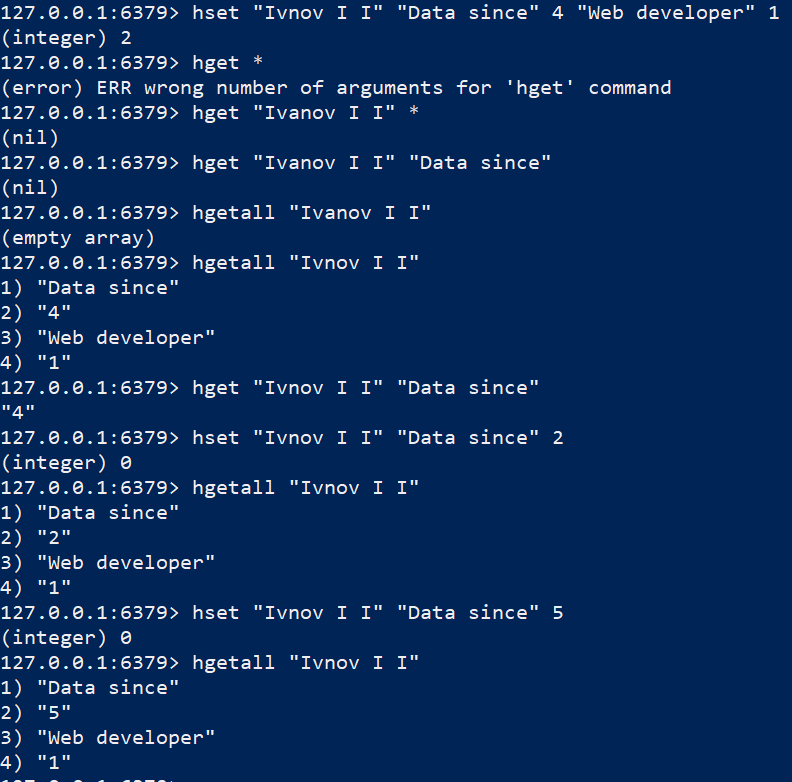 127.0.0.1:6379> hset "Ivnov I I" "Data since" 4 "Web developer" 1
(integer) 2
127.0.0.1:6379> hget *
(error) ERR wrong number of arguments for 'hget' command
127.0.0.1:6379> hget "Ivanov I I" *
(nil)
127.0.0.1:6379> hget "Ivanov I I" "Data since"
(nil)
127.0.0.1:6379> hgetall "Ivanov I I"
(empty array)
127.0.0.1:6379> hgetall "Ivnov I I"
1) "Data since"
2) "4"
3) "Web developer"
4) "1"
127.0.0.1:6379> hget "Ivnov I I" "Data since"
"4"
127.0.0.1:6379> hset "Ivnov I I" "Data since" 2
(integer) 0
127.0.0.1:6379> hgetall "Ivnov I I"
1) "Data since"
2) "2"
3) "Web developer"
4) "1"
127.0.0.1:6379> hset "Ivnov I I" "Data since" 5
(integer) 0
127.0.0.1:6379> hgetall "Ivnov I I"
1) "Data since"
2) "5"
3) "Web developer"
4) "1"